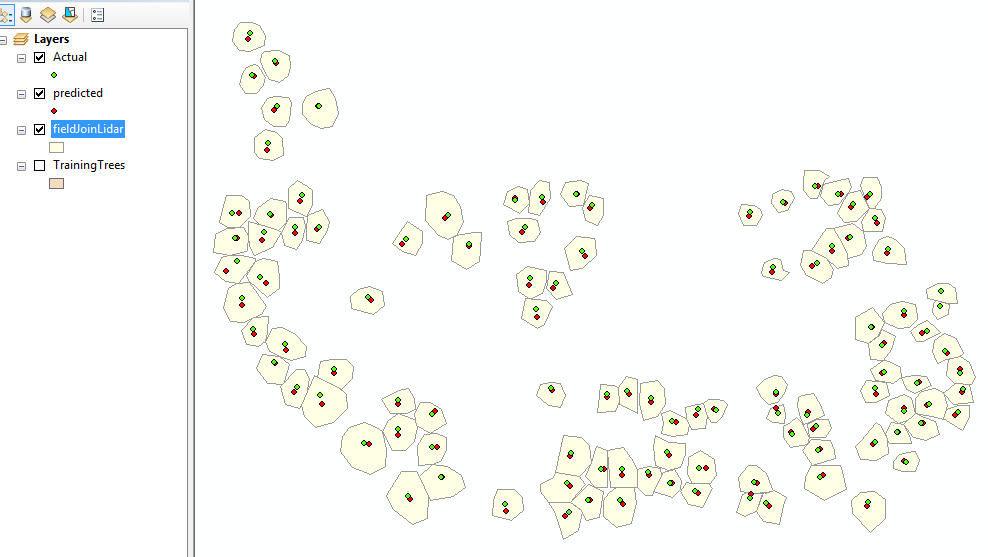 Layers
Actual
predicted
fieldJoinLidar
TrainingTrees